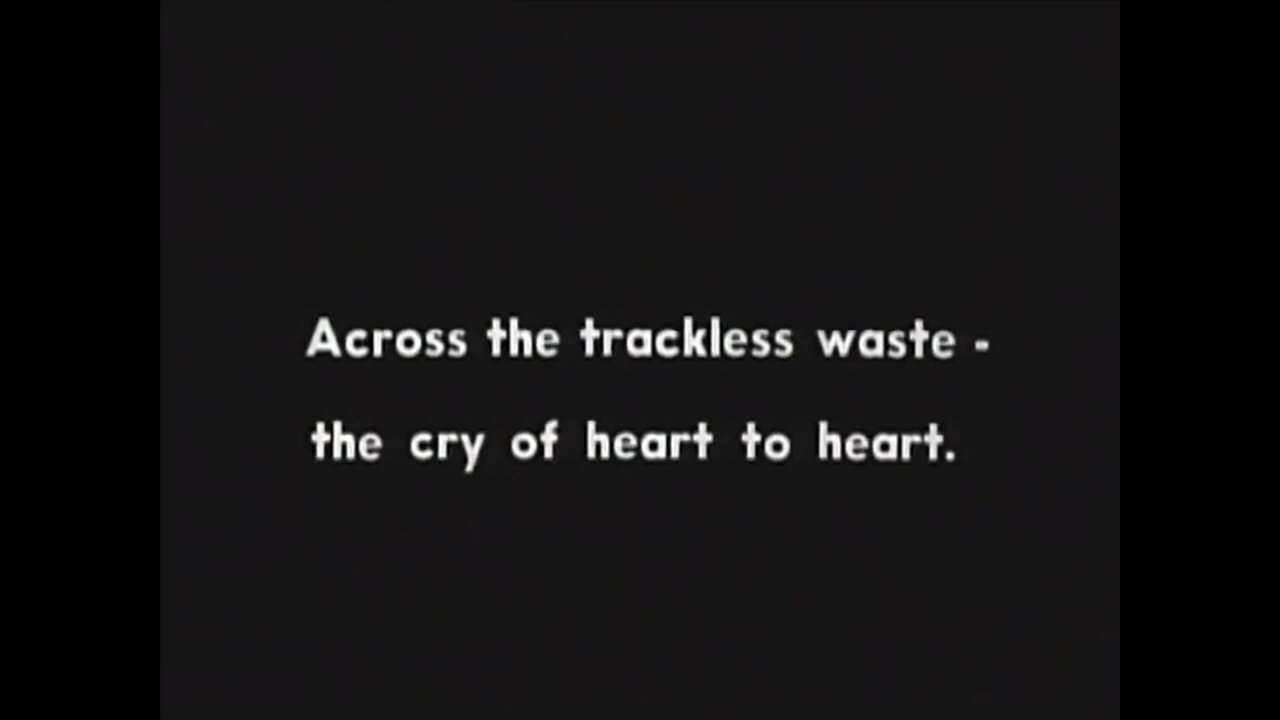 Across the trackless waste -
the cry of heart to heart.